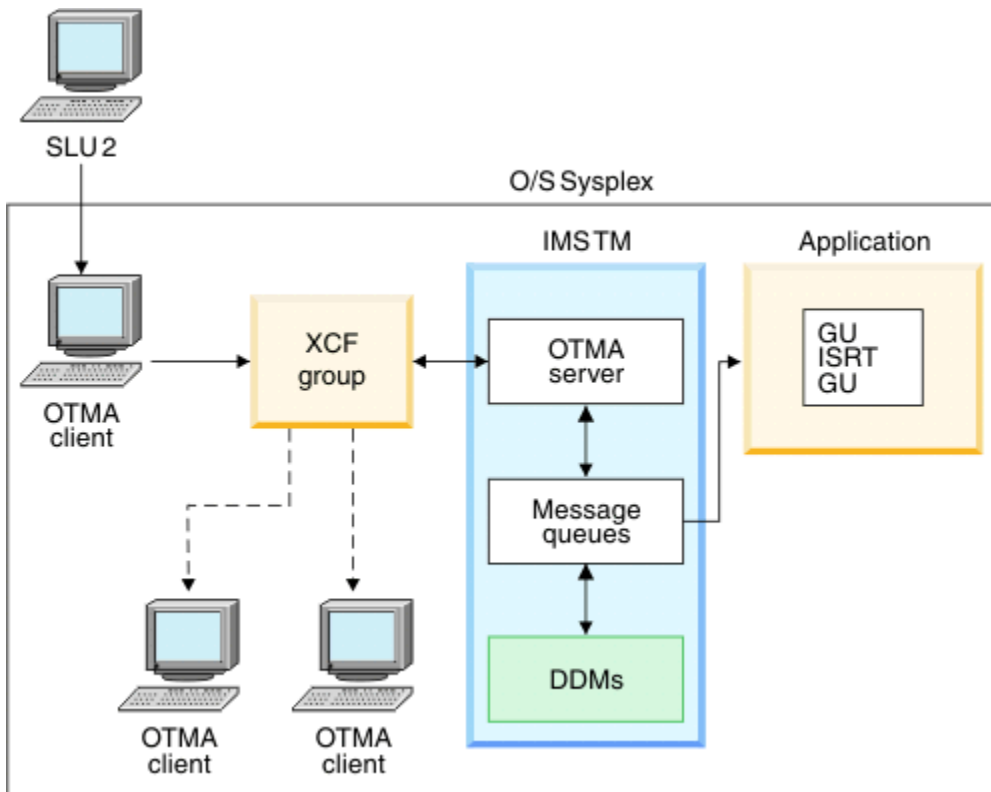 SLU 2
O/S Sysplex
IMS TM
Application
OTMA
client
XCF
group
OTMA
server
GU
ISRT
GU
Message
queues
DDMs
OTMA
client
OTMA
client